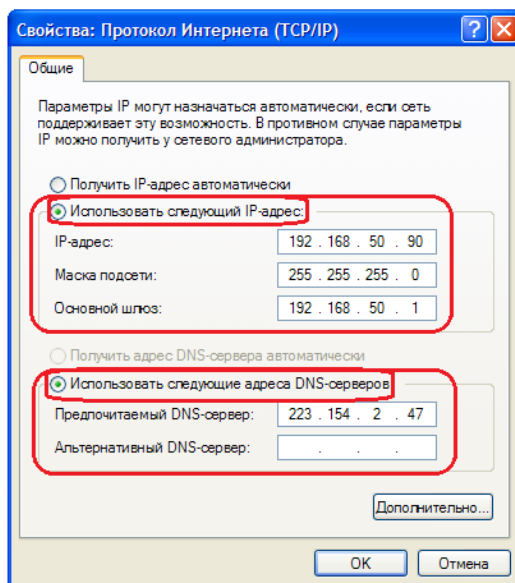 Свойства: Протокол Интернета (TCP/IP)
Общие
Параметры IP могут назначаться автоматически, если сеть
поддерживает эту возможность. В противном случае параметры
IP можно получить у сетевого администратора.
Получить IP-адрес автоматически
Использовать следующий IP-адрес:
IP-адрес: 192 . 168 . 50 . 90
Маска подсети: 255 . 255 . 255 . 0
Основной шлюз: 192 . 168 . 50 . 1
Получить адрес DNS-сервера автоматически
Использовать следующие адреса DNS-серверов
Предпочитаемый DNS-сервер: 223 . 154 . 2 . 47
Альтернативный DNS-сервер: . . .
Дополнительно...
OK Отмена